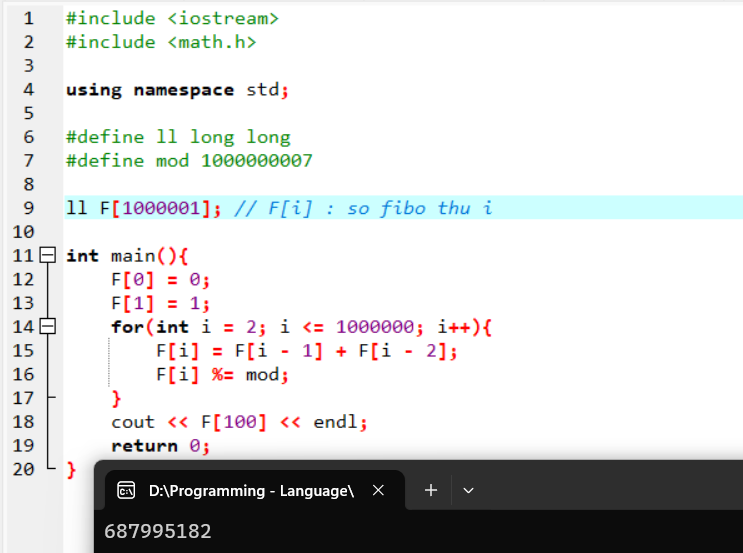 1 #include <iostream>
2 #include <math.h>
3
4 using namespace std;
5
6 #define ll long long
7 #define mod 1000000007
8
9 ll F[1000001]; // F[i] : so fibo thu i
10
11 int main(){
12 F[0] = 0;
13 F[1] = 1;
14 for(int i = 2; i <= 1000000; i++){
15 F[i] = F[i - 1] + F[i - 2];
16 F[i] %= mod;
17 }
18 cout << F[100] << endl;
19 return 0;
20 }
D:\Programming - Language\
687995182